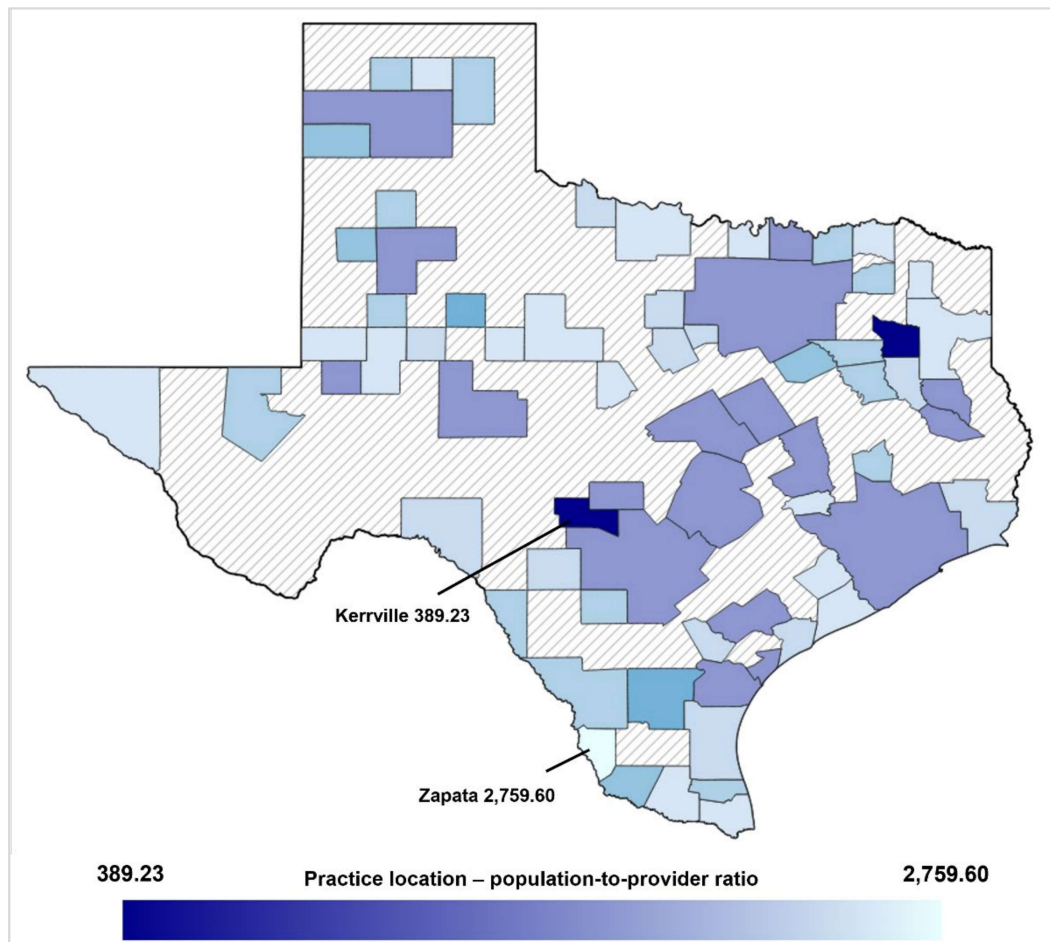 Kerrville 389.23
Zapata 2,759.60
389.23
Practice location – population-to-provider ratio
2,759.60